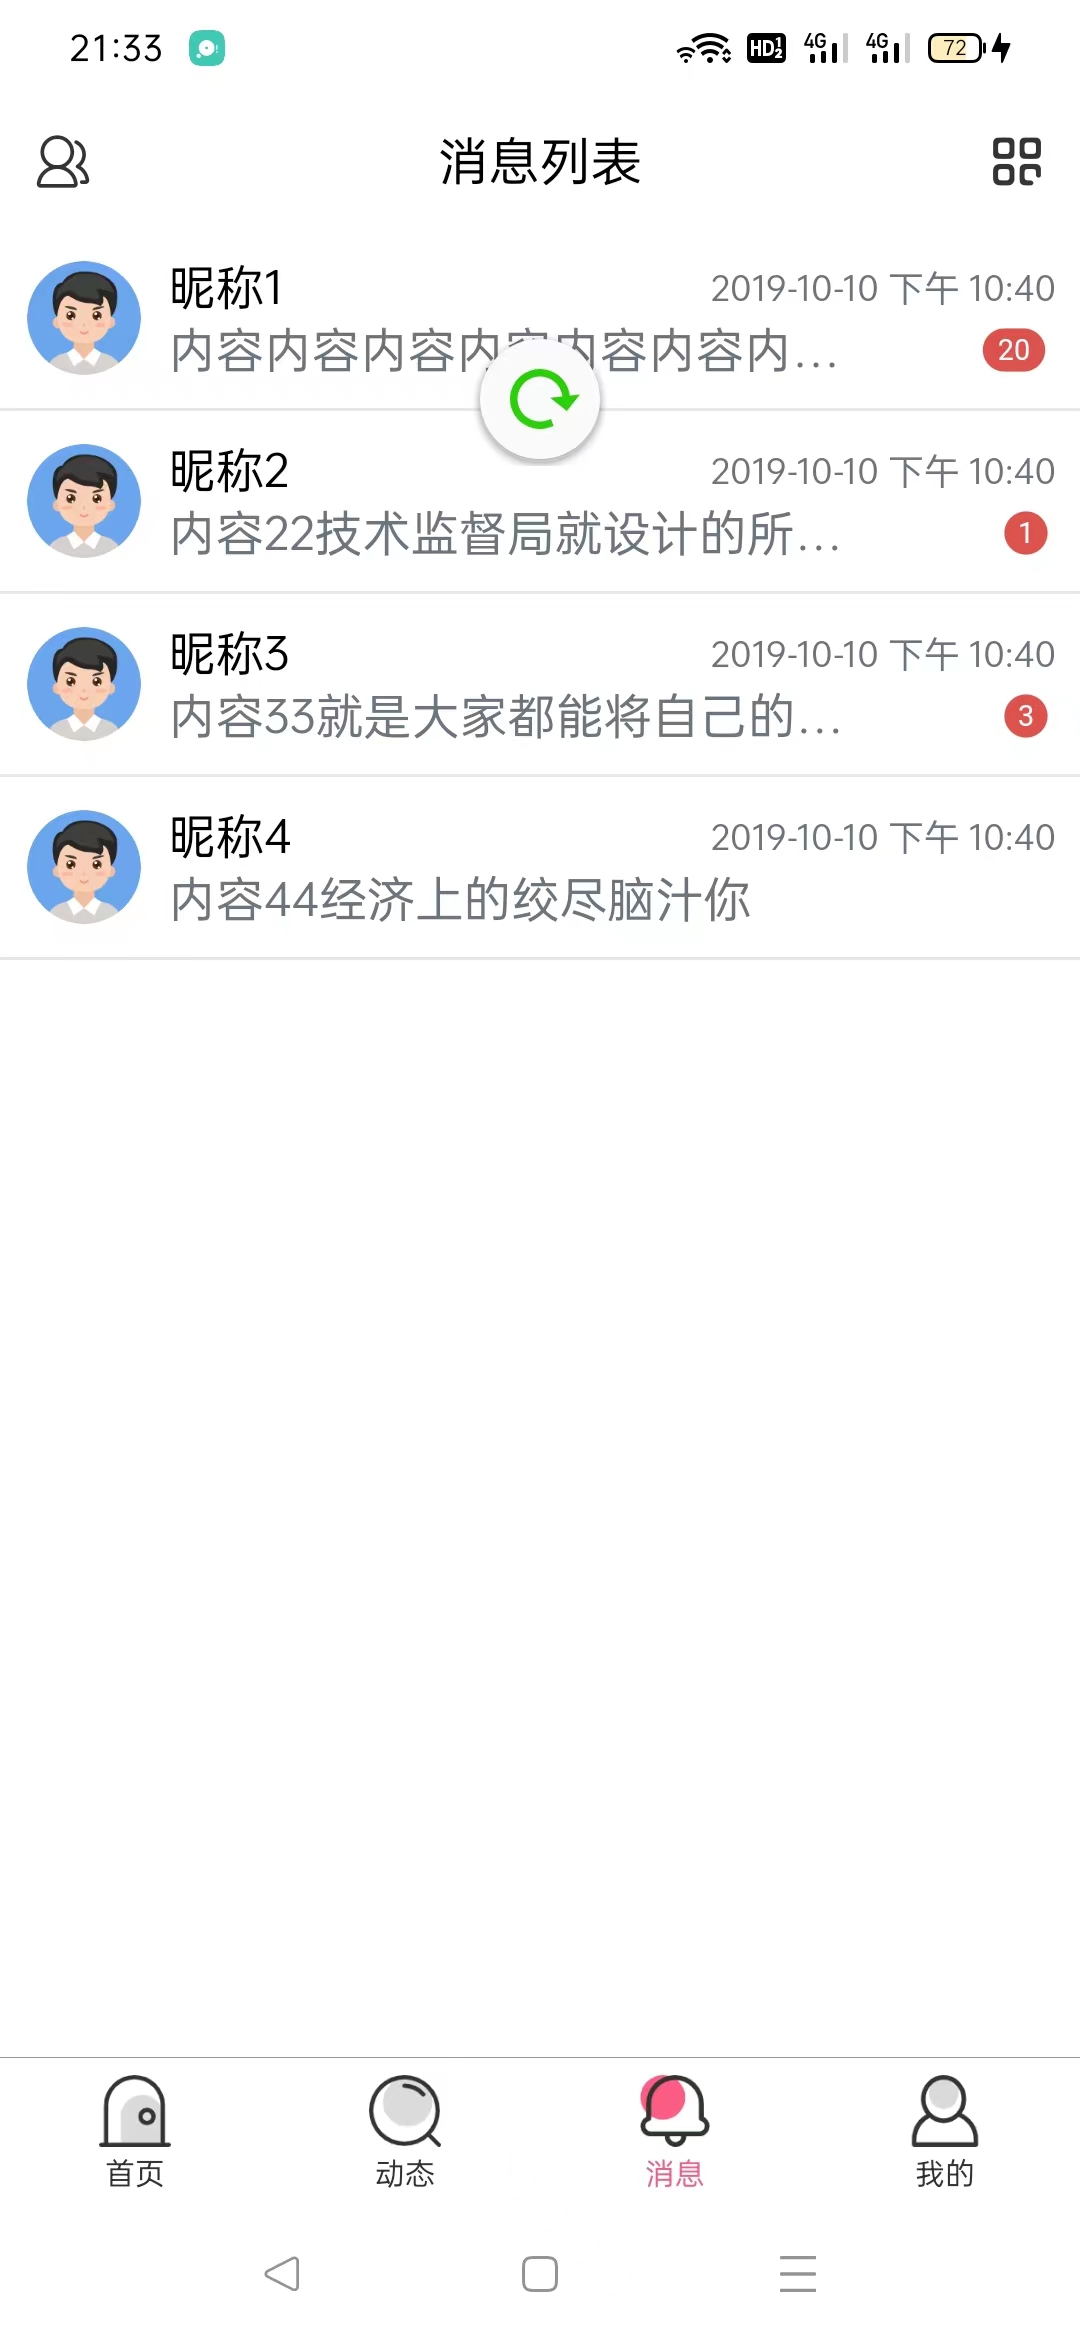 21:33
HD 1 2 4G 4G 72
消息列表
昵称1 2019-10-10 下午 10:40
内容内容内容内容内容内容内... 20
昵称2 2019-10-10 下午 10:40
内容22技术监督局就设计的所... 1
昵称3 2019-10-10 下午 10:40
内容33就是大家都能将自己的... 3
昵称4 2019-10-10 下午 10:40
内容44经济上的绞尽脑汁你
首页 动态 消息 我的